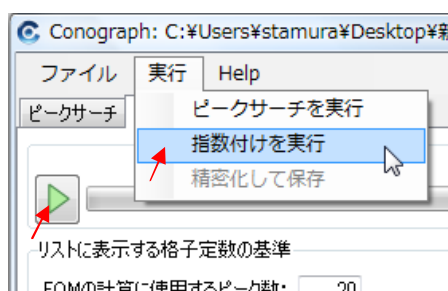 Conograph: C:¥Users¥stamura¥Desktop¥新
ファイル 実行 Help
ピークサーチ
ピークサーチを実行
指数付けを実行
精密化して保存
リストに表示する格子定数の基準
FOMの計算に使用するピーク数: 20